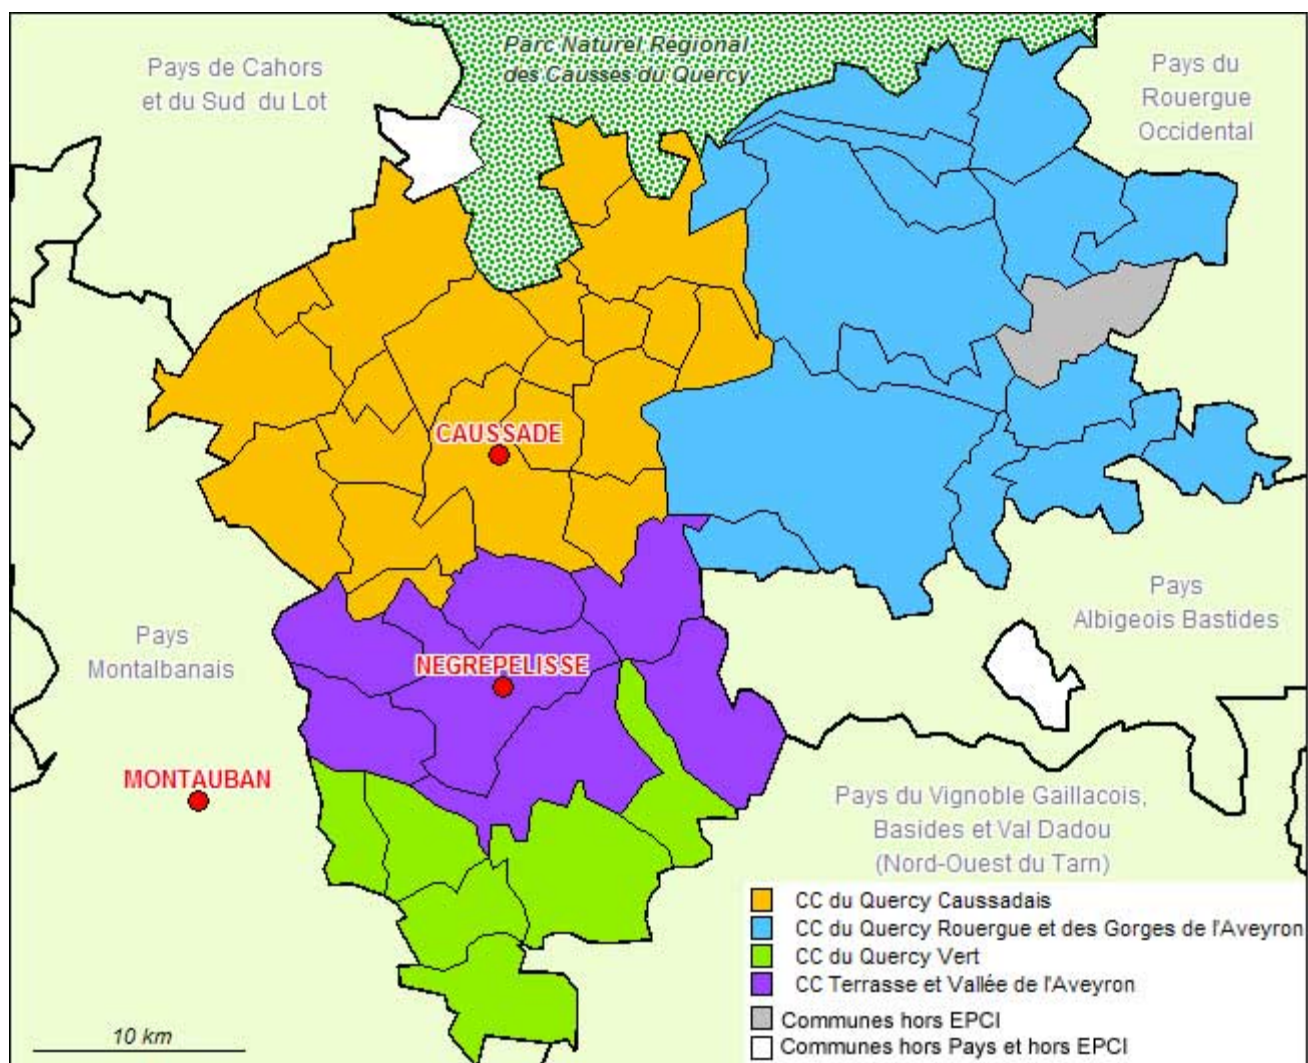 Parc Naturel Régional
des Causses du Quercy
Pays de Cahors
et du Sud du Lot
Pays du
Rouergue
Occidental
CAUSSADE
Pays
Albigeois Bastides
Pays
Montalbanais
NEGREPELISSE
MONTAUBAN
Pays du Vignoble Gaillacois,
Basides et Val Dadou
(Nord-Ouest du Tarn)
CC du Quercy Caussadais
CC du Quercy Rouergue et des Gorges de l'Aveyron
CC du Quercy Vert
CC Terrasse et Vallée de l'Aveyron
Communes hors EPCI
Communes hors Pays et hors EPCI
10 km